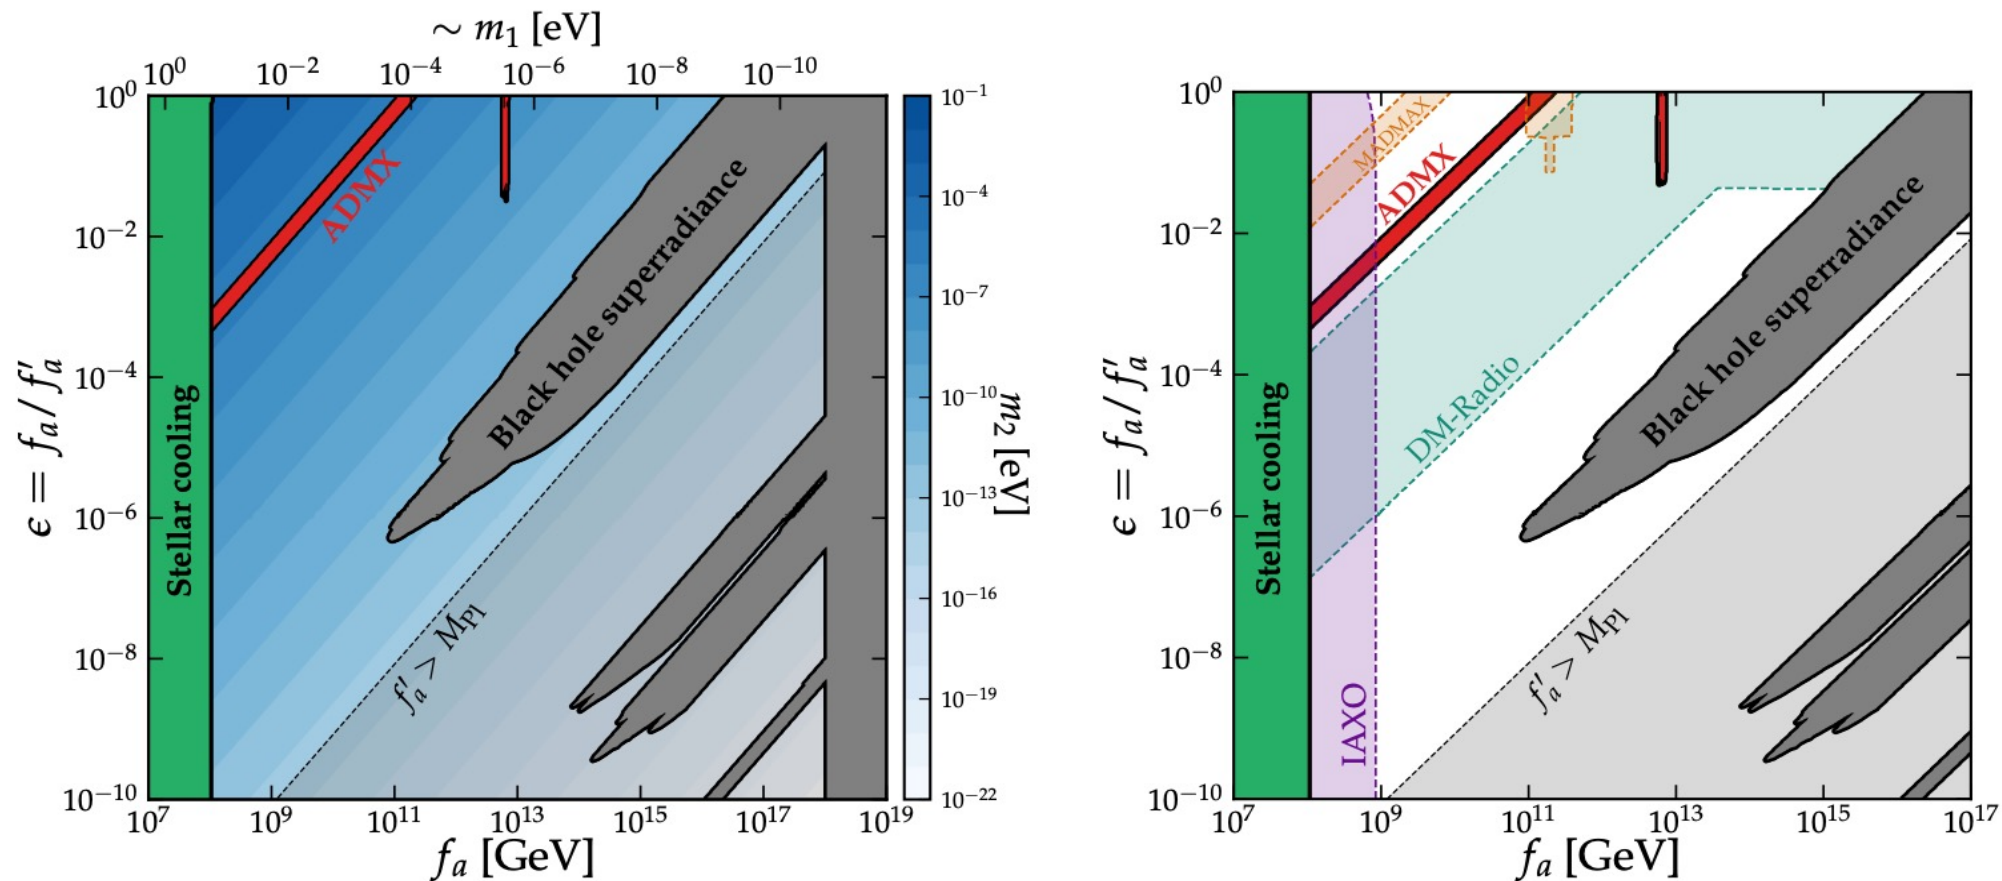 ∼ m₁ [eV]
10⁰ 10⁻² 10⁻⁴ 10⁻⁶ 10⁻⁸ 10⁻¹⁰
10⁰
10⁻²
10⁻⁴
10⁻⁶
10⁻⁸
10⁻¹⁰
ϵ = fₐ/fₐ′
Stellar cooling
ADMX
Black hole superradiance
fₐ′ > M_Pl
10⁷ 10⁹ 10¹¹ 10¹³ 10¹⁵ 10¹⁷ 10¹⁹
fₐ [GeV]
10⁻¹
10⁻⁴
10⁻⁷
10⁻¹⁰
10⁻¹³
10⁻¹⁶
10⁻¹⁹
10⁻²²
m₂ [eV]
10⁰
10⁻²
10⁻⁴
10⁻⁶
10⁻⁸
10⁻¹⁰
ϵ = fₐ/fₐ′
Stellar cooling
IAXO
MADMAX
ADMX
DM-Radio
Black hole superradiance
fₐ′ > M_Pl
10⁷ 10⁹ 10¹¹ 10¹³ 10¹⁵ 10¹⁷
fₐ [GeV]